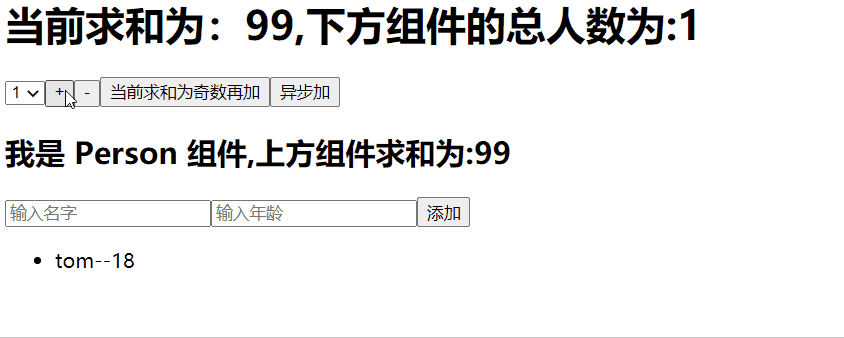 当前求和为：99,下方组件的总人数为:1
1 + - 当前求和为奇数再加 异步加
我是 Person 组件,上方组件求和为:99
输入名字 输入年龄 添加
• tom--18